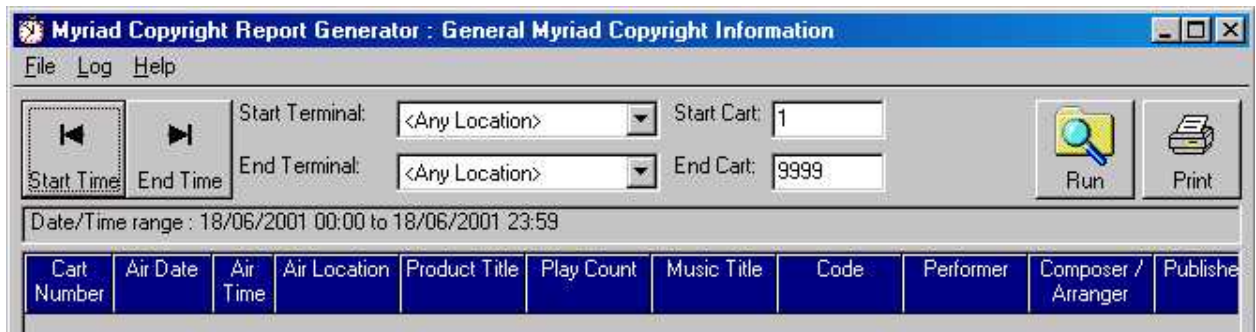 Myriad Copyright Report Generator : General Myriad Copyright Information
File Log Help
Start Time
End Time
Start Terminal: <Any Location>
Start Cart: 1
End Terminal: <Any Location>
End Cart: 9999
Run
Print
Date/Time range : 18/06/2001 00:00 to 18/06/2001 23:59
Cart Number
Air Date
Air Time
Air Location
Product Title
Play Count
Music Title
Code
Performer
Composer / Arranger
Publishe